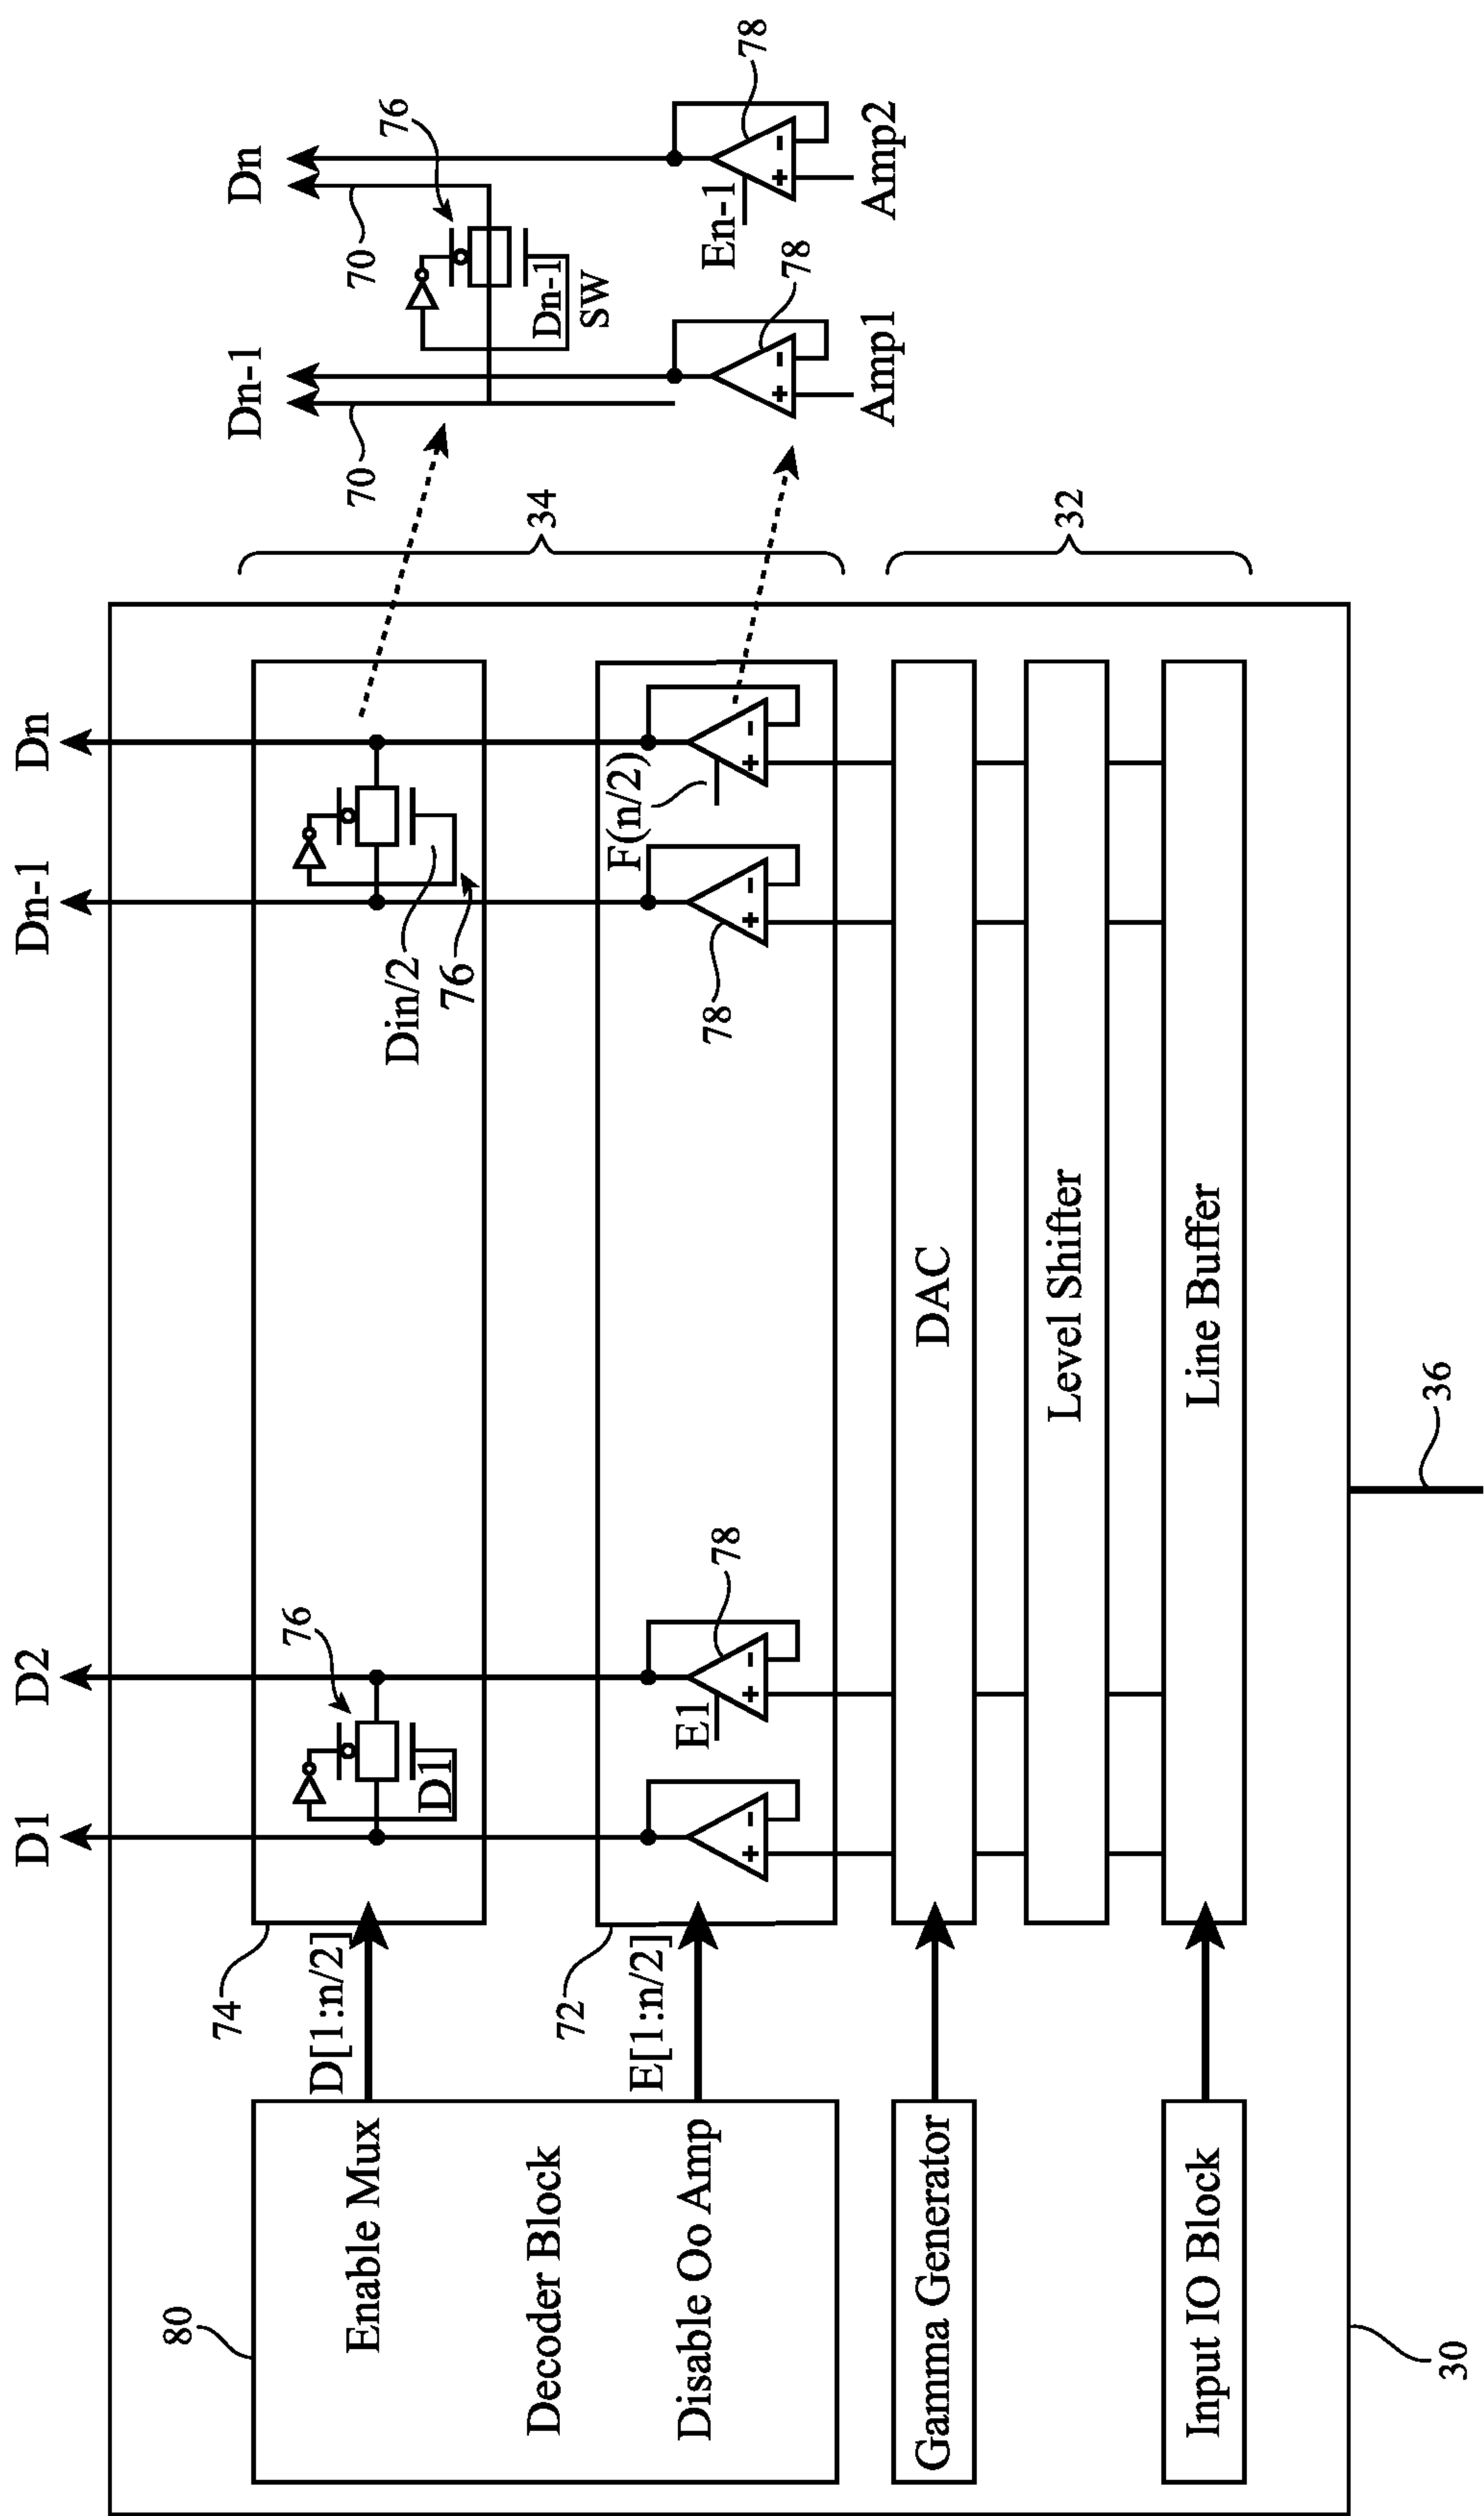 D1
D2
Dn-1
Dn
80
74
D[1:n/2]
76
D1
Din/2
76
Enable Mux
Decoder Block
Disable Oo Amp
72
E[1:n/2]
E1
78
78
F(n/2)
34
Gamma Generator
DAC
Level Shifter
Input IO Block
Line Buffer
32
30
36
Dn-1
Dn
70
70
76
Dn-1
SW
En-1
78
78
Amp1
Amp2